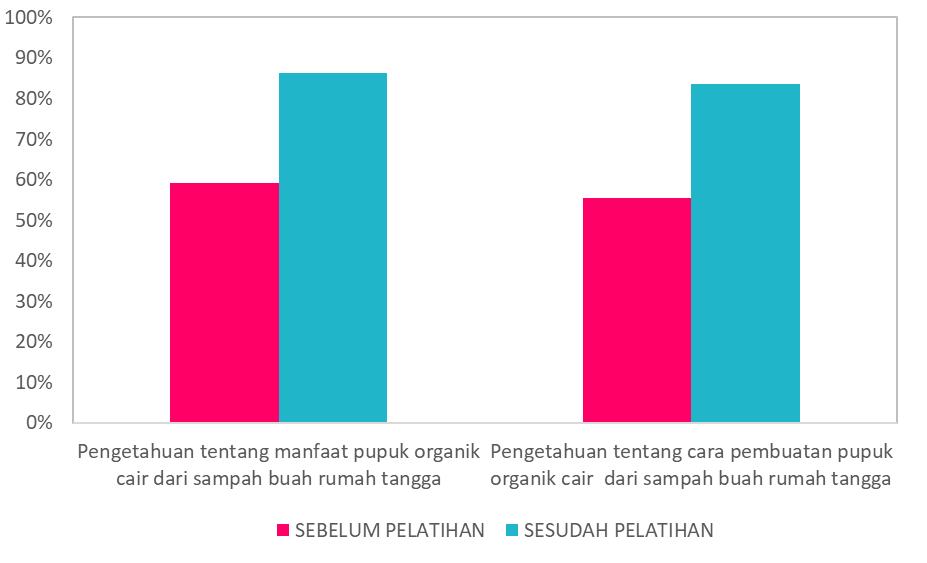 100%
90%
80%
70%
60%
50%
40%
30%
20%
10%
0%
Pengetahuan tentang manfaat pupuk organik
cair dari sampah buah rumah tangga
Pengetahuan tentang cara pembuatan pupuk
organik cair  dari sampah buah rumah tangga
SEBELUM PELATIHAN
SESUDAH PELATIHAN